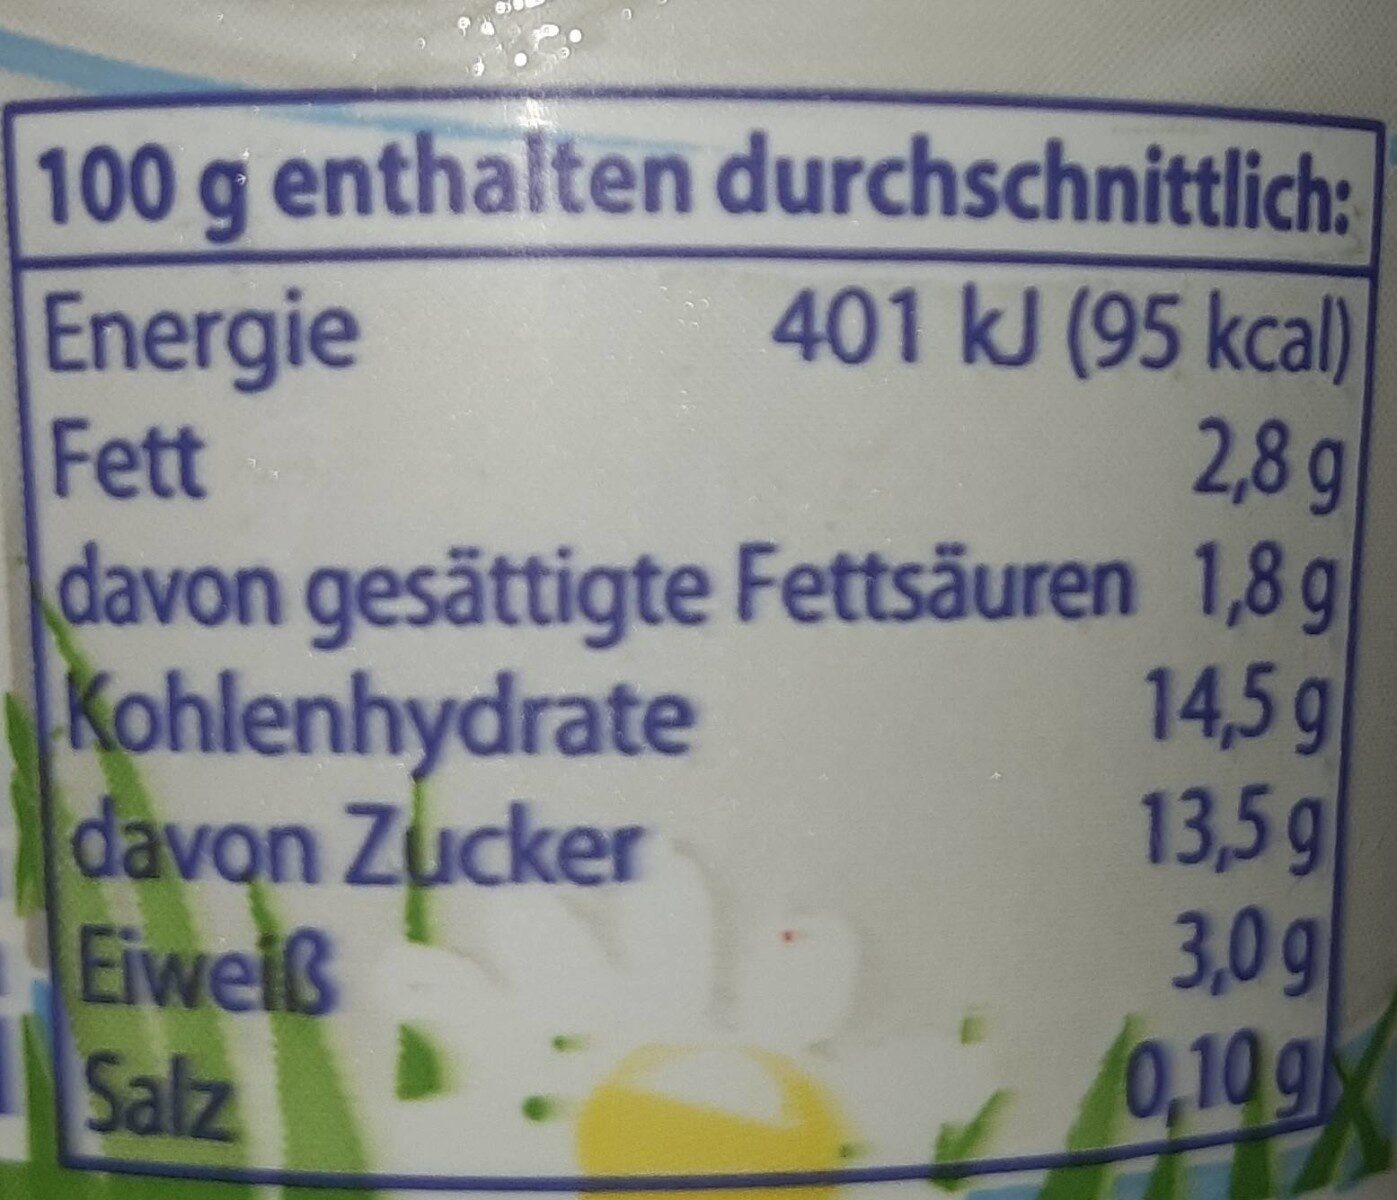 100 g enthalten durchschnittlich:
Energie 401 kJ (95 kcal)
Fett 2,8 g
davon gesättigte Fettsäuren 1,8 g
Kohlenhydrate 14,5 g
davon Zucker 13,5 g
Eiweiß 3,0 g
Salz 0,10 g